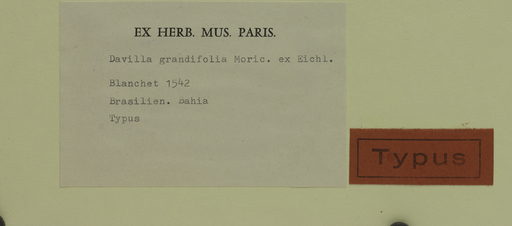 EX HERB. MUS. PARIS.
Davilla grandifolia Moric. ex Eichl.
Blanchet 1542
Brasilien. Bahia
Typus
Typus